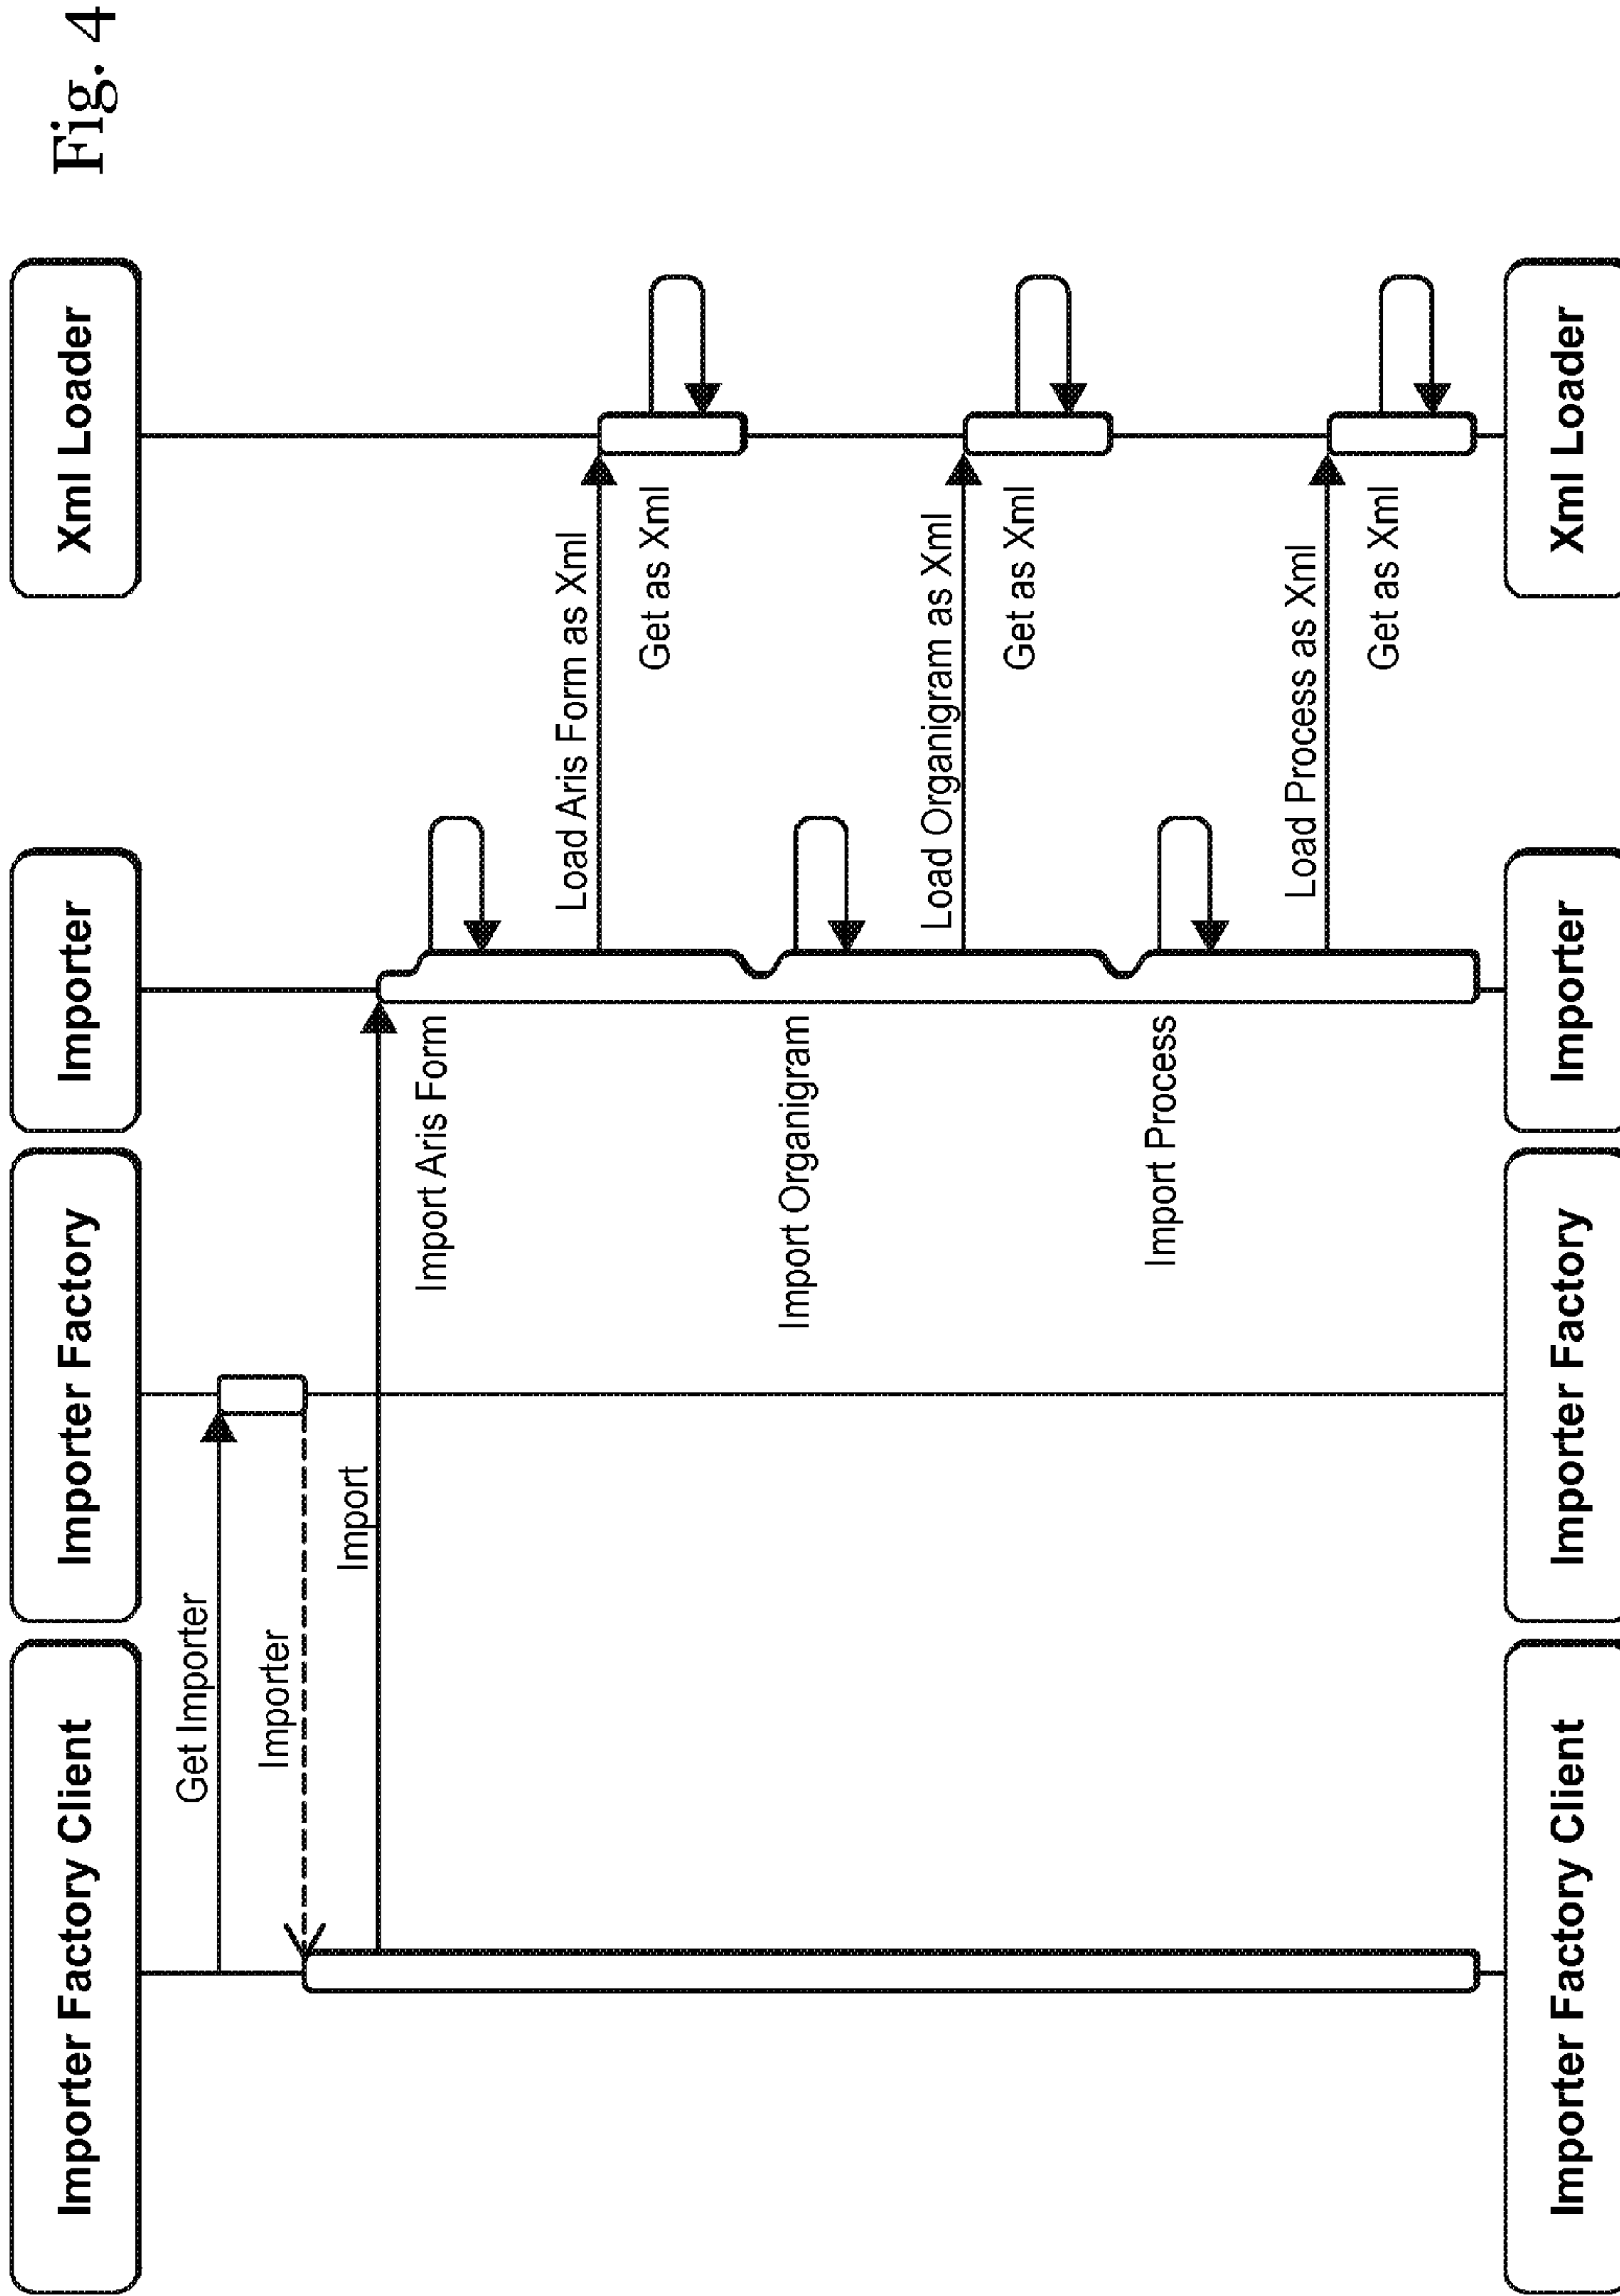 Fig. 4
Importer Factory Client
Importer Factory
Importer
Xml Loader
Get Importer
Importer
Import
Import Aris Form
Load Aris Form as Xml
Get as Xml
Import Organigram
Load Organigram as Xml
Get as Xml
Import Process
Load Process as Xml
Get as Xml
Importer Factory Client
Importer Factory
Importer
Xml Loader